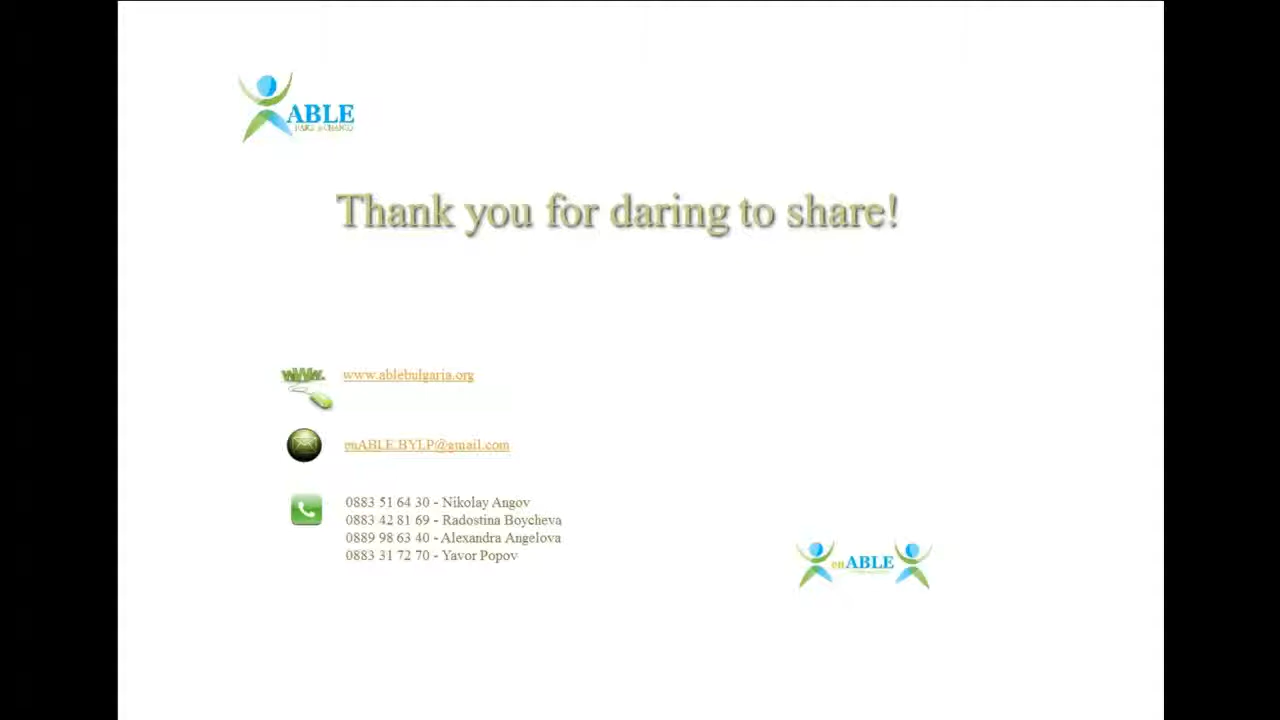 ABLE
Thank you for daring to share!
www.
www.ablebulgaria.org
enABLE.BYLP@gmail.com
0883 51 64 30 - Nikolay Angov
0883 42 81 69 - Radostina Boycheva
0889 98 63 40 - Alexandra Angelova
0883 31 72 70 - Yavor Popov
enABLE